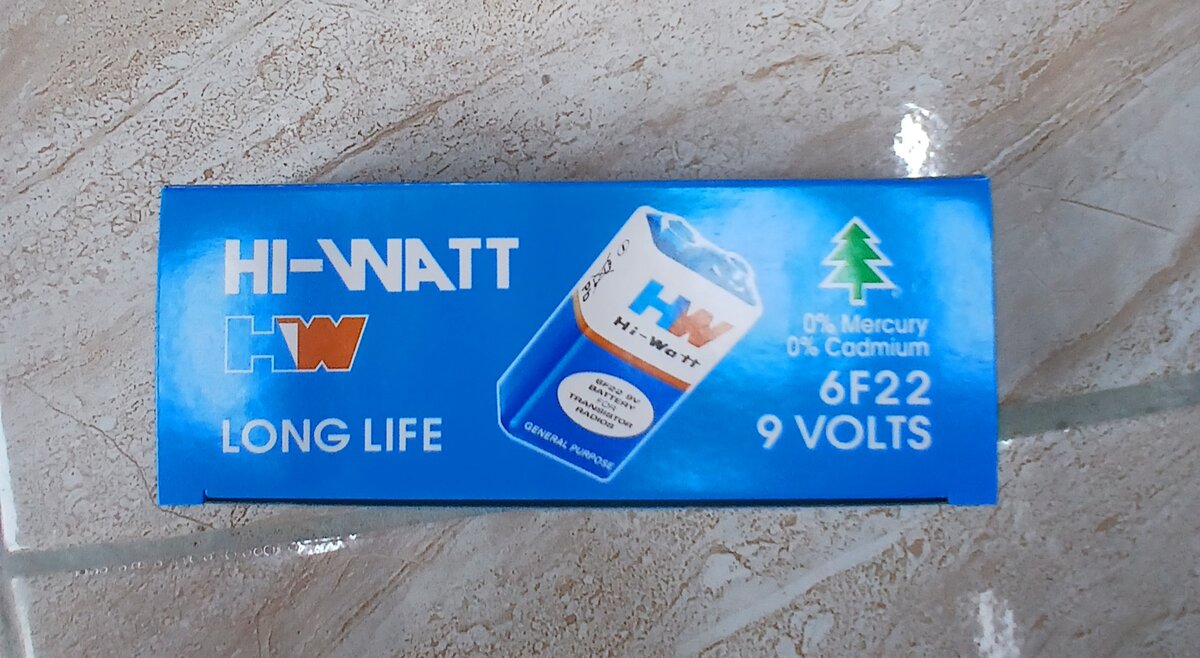 HI-WATT
HW
LONG LIFE
HW
Hi-Watt
6F22 9V
BATTERY
FOR
TRANSISTOR
RADIOS
GENERAL PURPOSE
0% Mercury
0% Cadmium
6F22
9 VOLTS